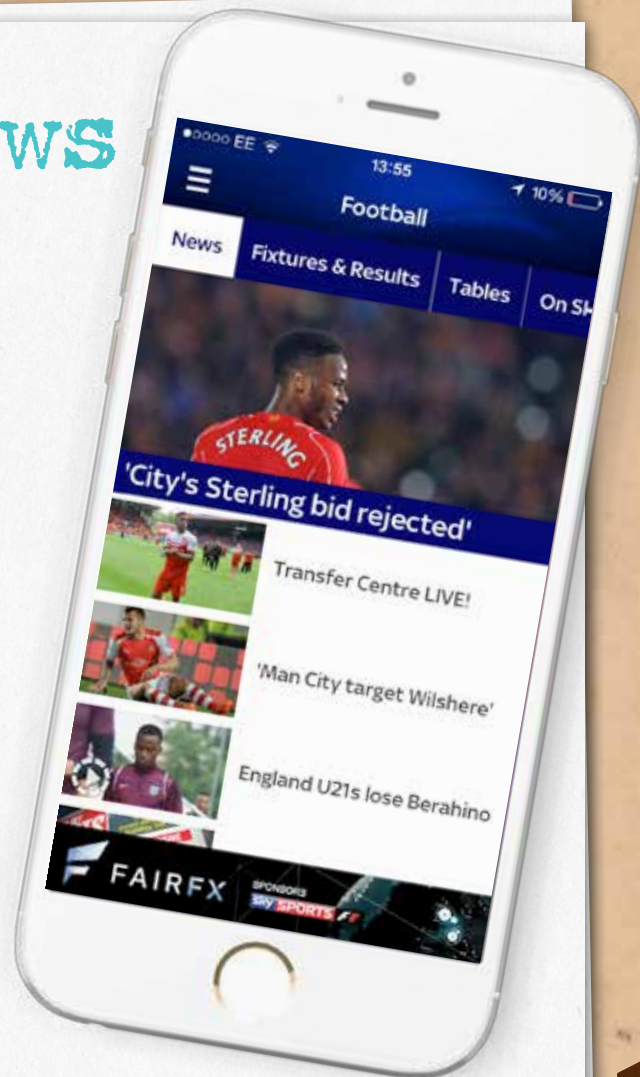 ws
EE 13:55 10%
Football
News Fixtures & Results Tables On
STERLING
'City's Sterling bid rejected'
Transfer Centre LIVE!
'Man City target Wilshere'
England U21s lose Berahino
FAIRFX SPONSORS
sky SPORTS F1